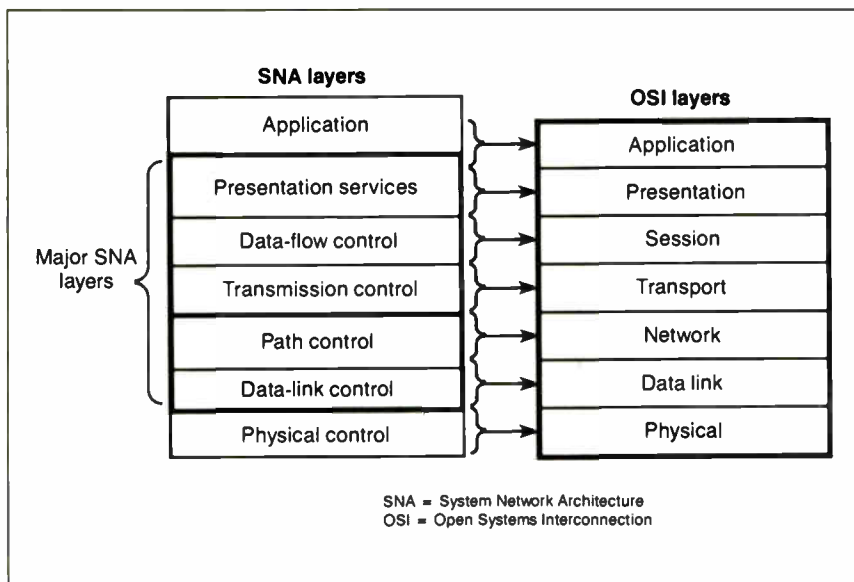 SNA layers
Application
Presentation services
Data-flow control
Transmission control
Path control
Data-link control
Physical control
Major SNA
layers
OSI layers
Application
Presentation
Session
Transport
Network
Data link
Physical
SNA = System Network Architecture
OSI = Open Systems Interconnection